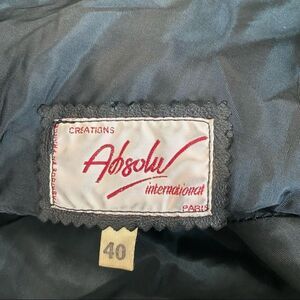 CREATIONS
Absolu
international
PARIS
40